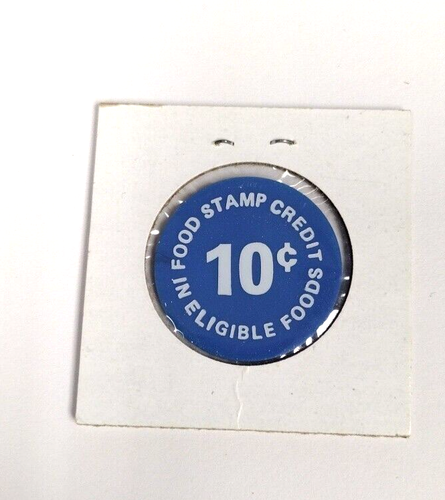 FOOD STAMP CREDIT
10¢
IN ELIGIBLE FOODS